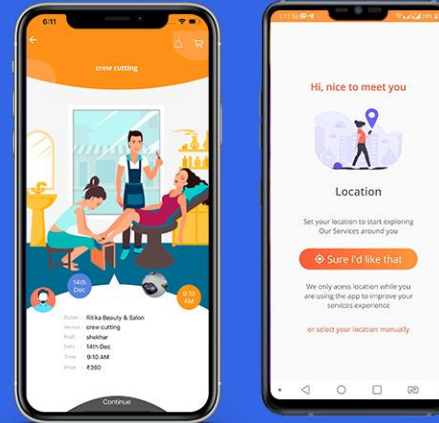 6:11
crew cutting
14th
Dec
9:10
AM
Outlet : Ritika Beauty & Salon
Service : crew cutting
Staff : shekhar
Date : 14th Dec
Time : 9:10 AM
Price : ₹360
Continue
Hi, nice to meet you
Location
Set your location to start exploring
Our Services around you
Sure I'd like that
We only acess location while you
are using the app to improve your
services experience
or select your location manually